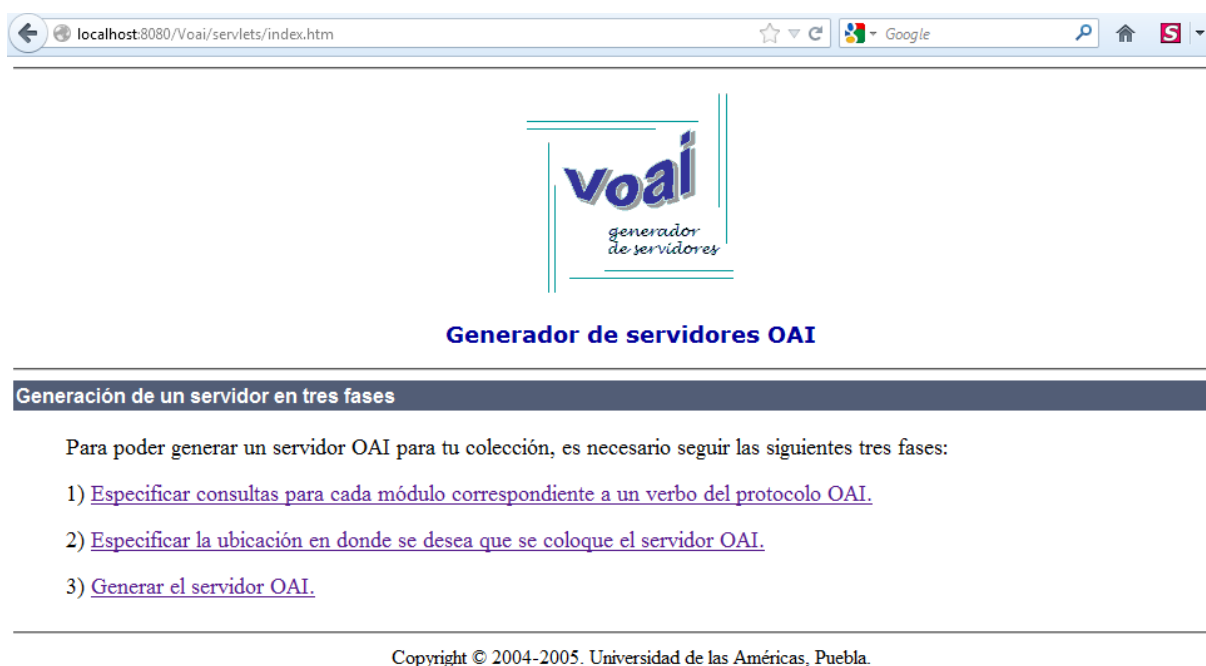 localhost:8080/Voai/servlets/index.htm
Google
S
voai
generador
de servidores
Generador de servidores OAI
Generación de un servidor en tres fases
Para poder generar un servidor OAI para tu colección, es necesario seguir las siguientes tres fases:
1) Especificar consultas para cada módulo correspondiente a un verbo del protocolo OAI.
2) Especificar la ubicación en donde se desea que se coloque el servidor OAI.
3) Generar el servidor OAI.
Copyright © 2004-2005. Universidad de las Américas, Puebla.